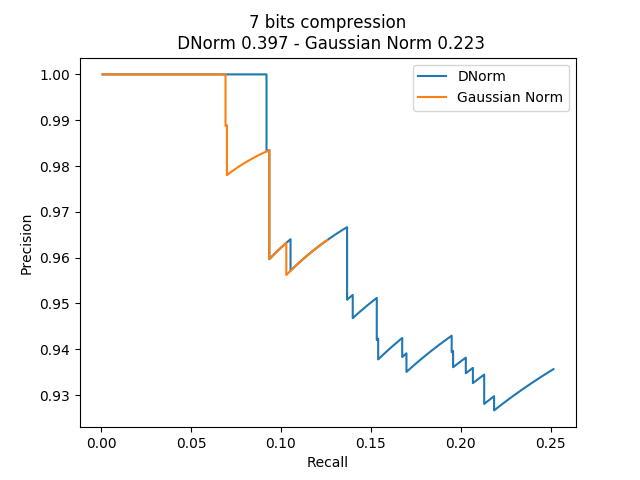 7 bits compression
DNorm 0.397 - Gaussian Norm 0.223
DNorm
Gaussian Norm
1.00
0.99
0.98
0.97
0.96
0.95
0.94
0.93
Precision
0.00
0.05
0.10
0.15
0.20
0.25
Recall